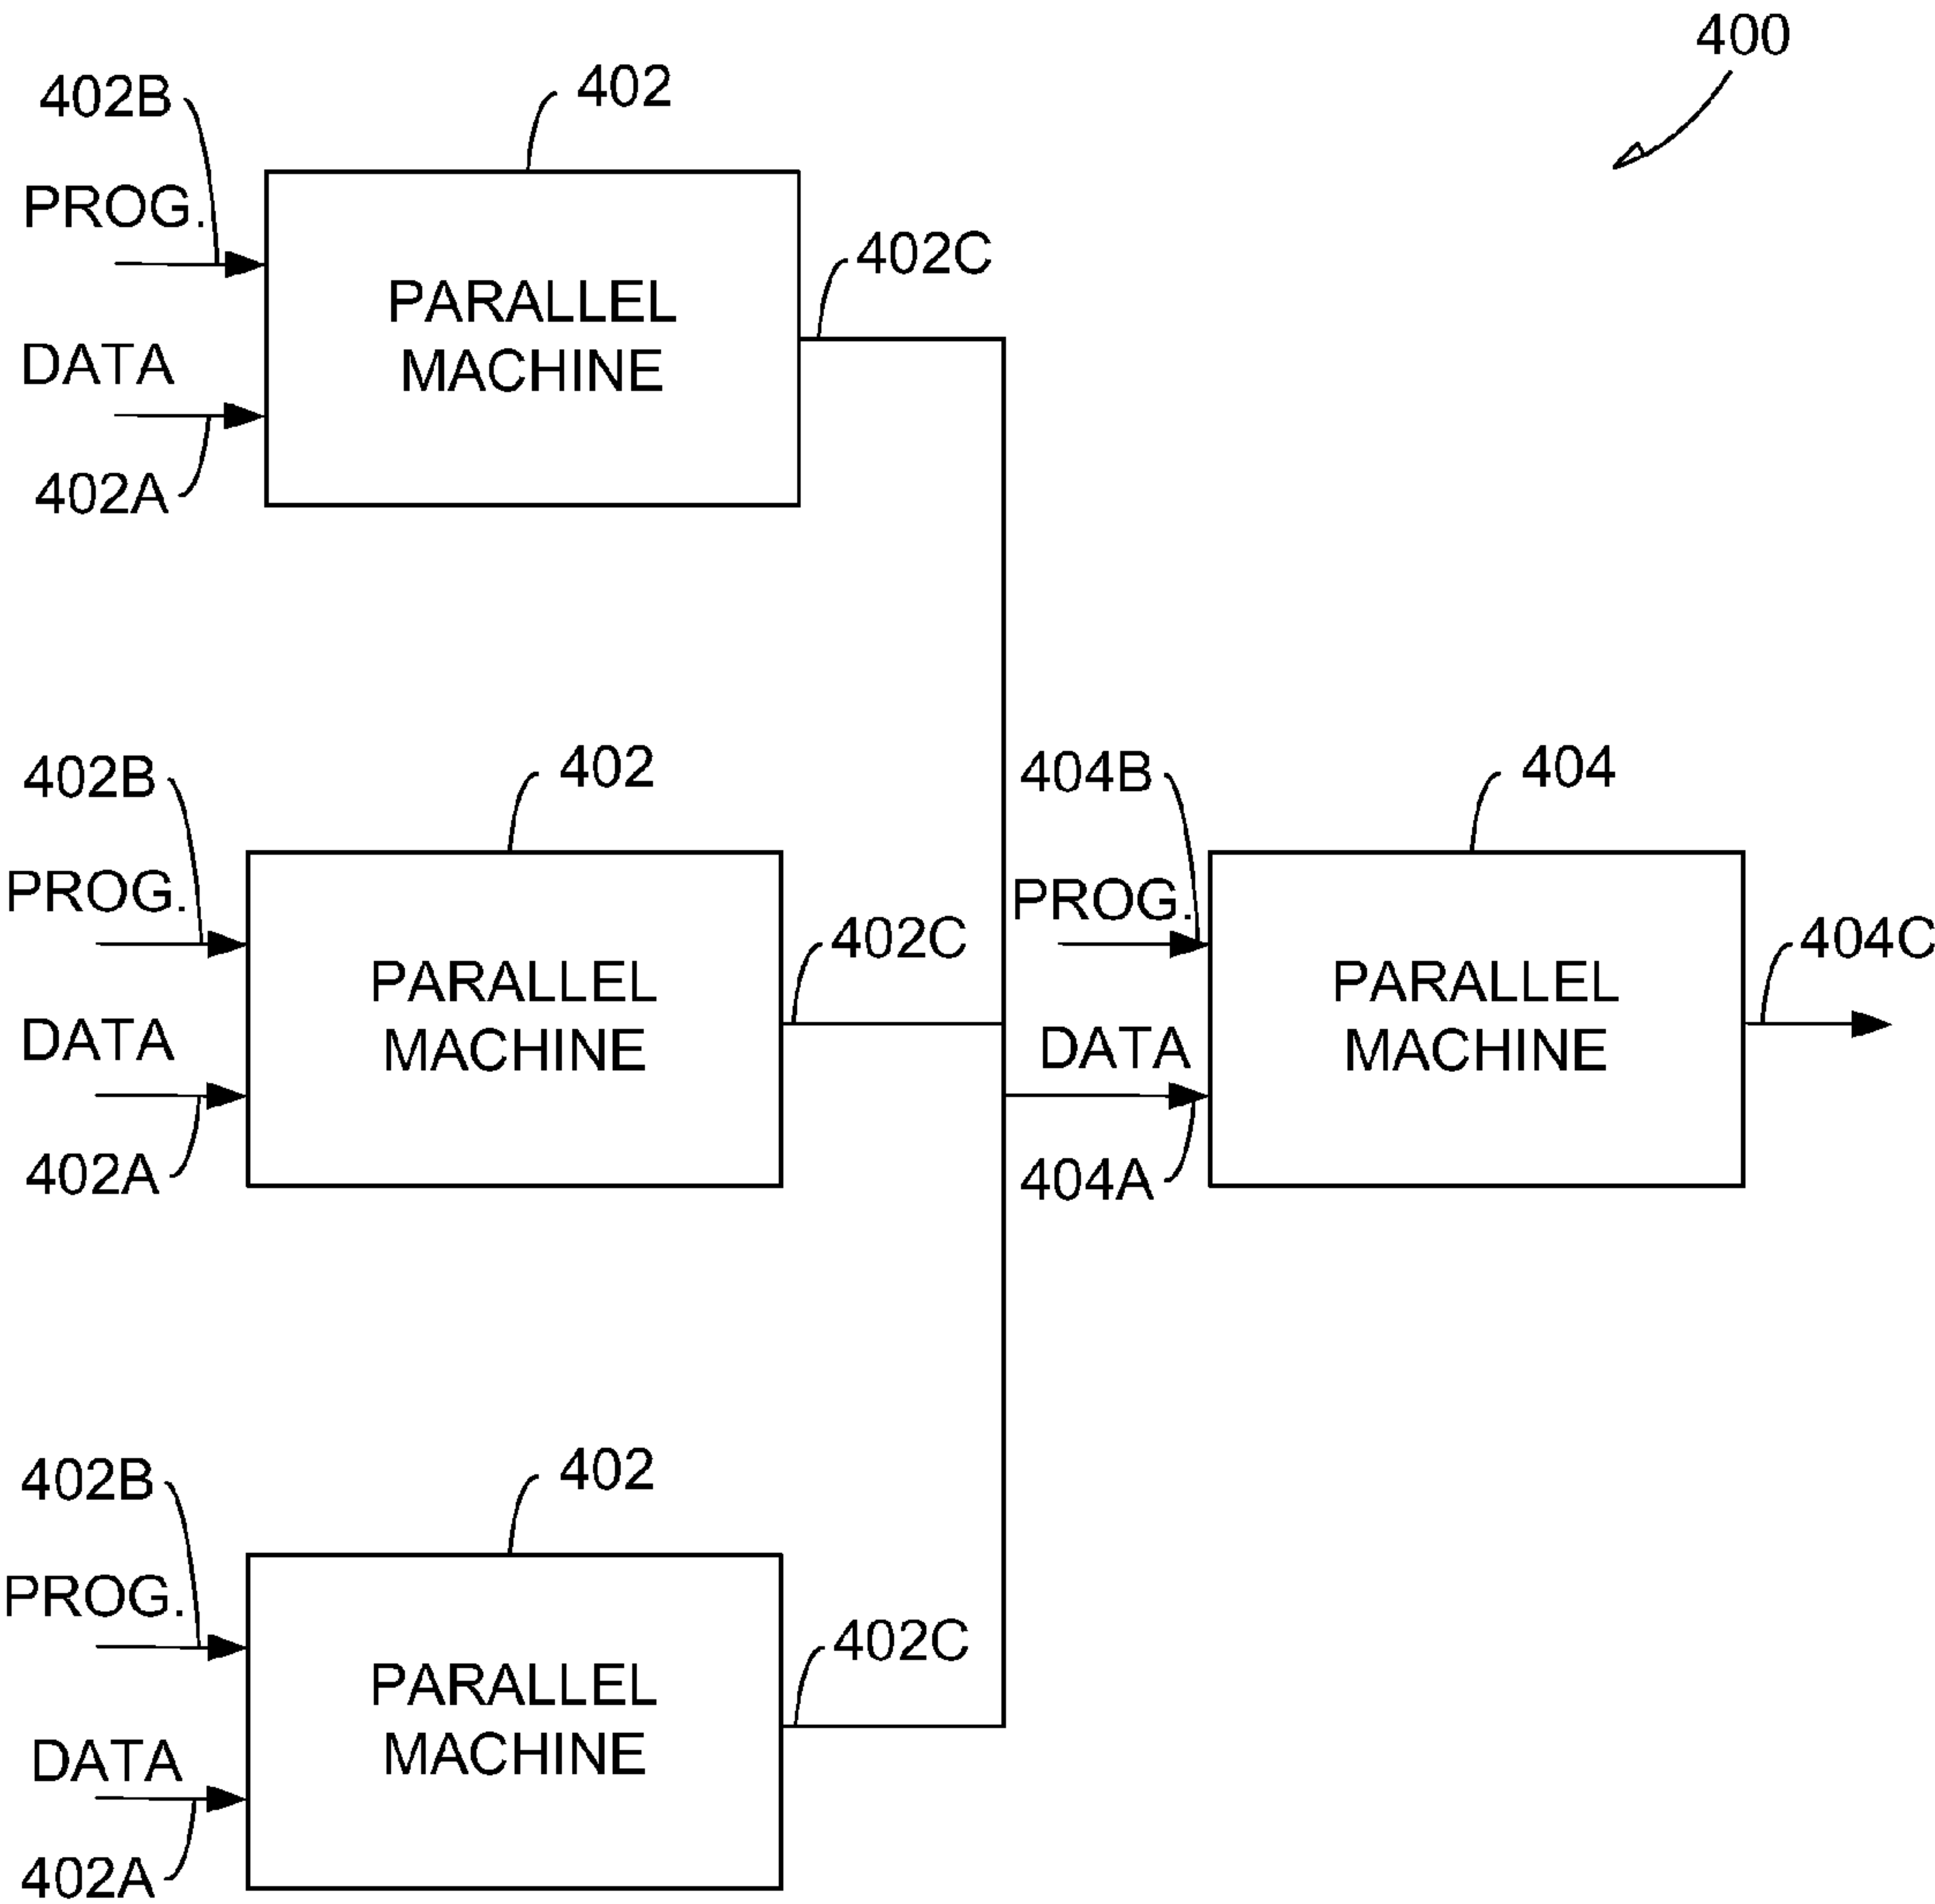 400
402B
402
PROG.
402C
PARALLEL
MACHINE
DATA
402A
402B
402
404B
404
PROG.
PROG.
402C
404C
PARALLEL
MACHINE
PARALLEL
MACHINE
DATA
DATA
402A
404A
402B
402
PROG.
402C
PARALLEL
MACHINE
DATA
402A